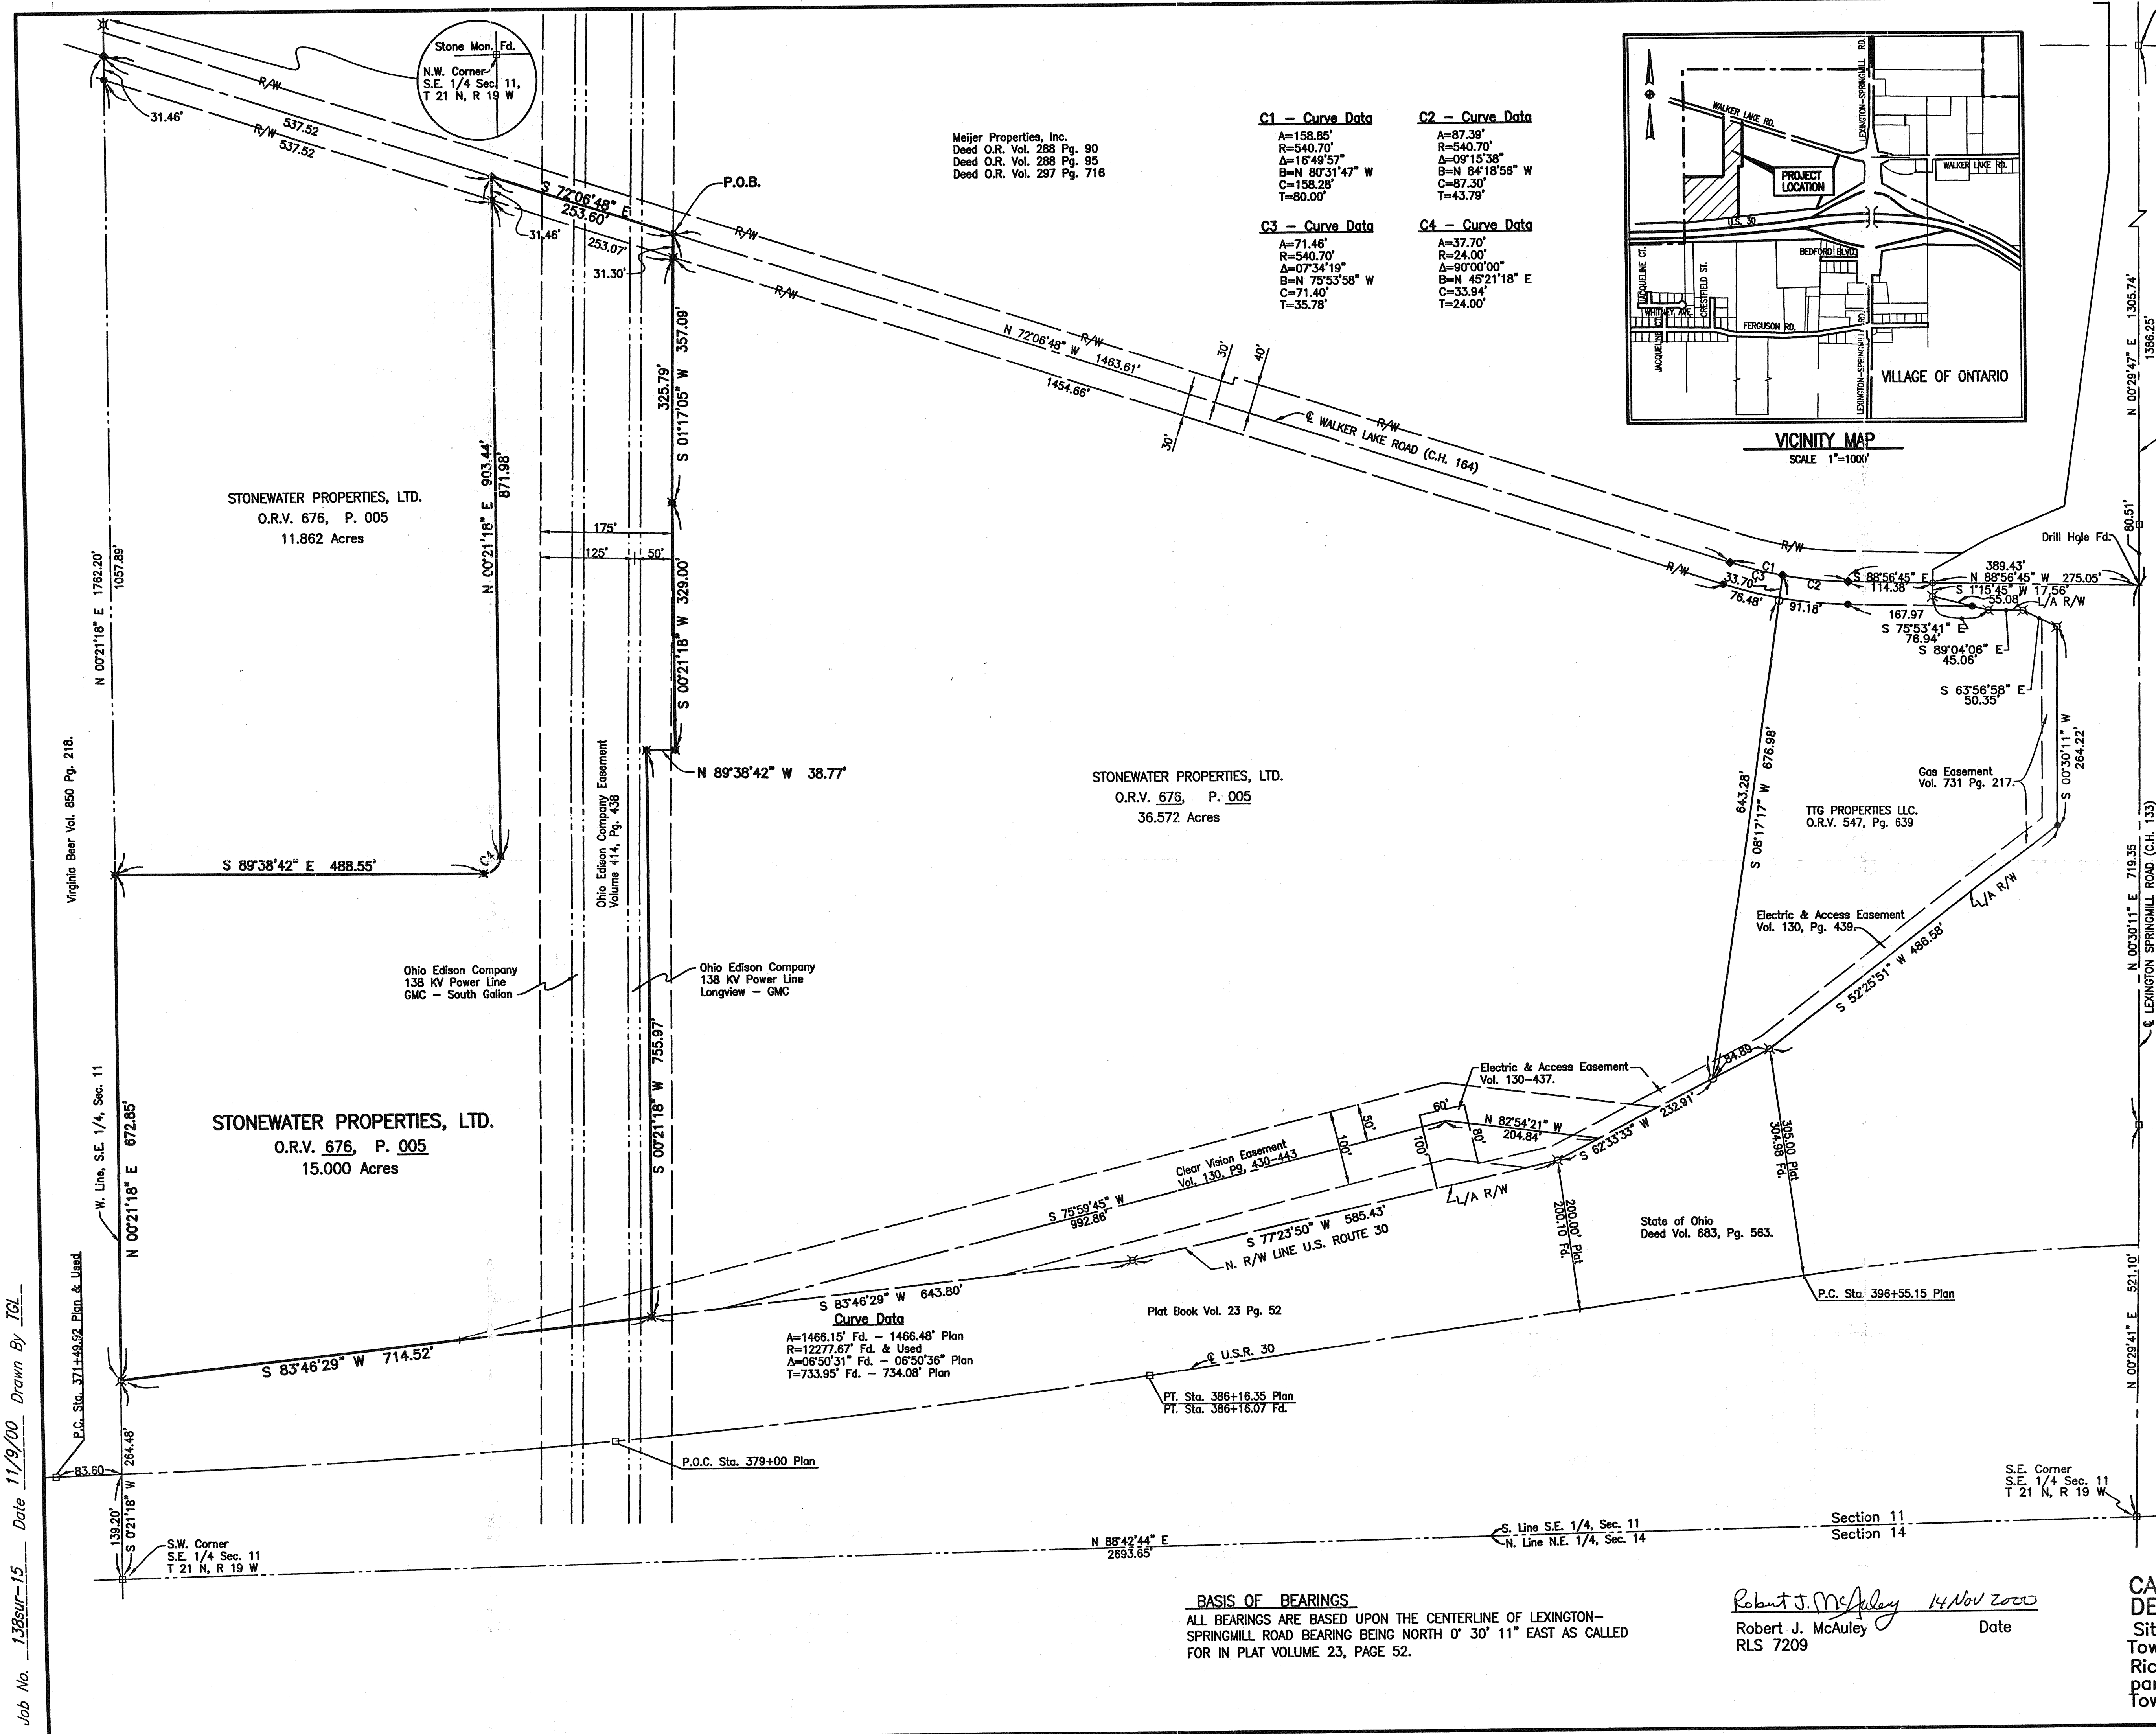 Stone Mon. Fd.
N.W. Corner
S.E. 1/4 Sec. 11,
T 21 N, R 19 W
R/W
537.52
R/W
537.52
31.46'
S 72°06'48" E
253.60'
P.O.B.
31.46'
253.07'
31.30'
R/W
R/W
Meijer Properties, Inc.
Deed O.R. Vol. 288 Pg. 90
Deed O.R. Vol. 288 Pg. 95
Deed O.R. Vol. 297 Pg. 716
C1 - Curve Data
A=158.85'
R=540.70'
Δ=16°49'57"
B=N 80°31'47" W
C=158.28'
T=80.00'
C2 - Curve Data
A=87.39'
R=540.70'
Δ=09°15'38"
B=N 84°18'56" W
C=87.30'
T=43.79'
C3 - Curve Data
A=71.46'
R=540.70'
Δ=07°34'19"
B=N 75°53'58" W
C=71.40'
T=35.78'
C4 - Curve Data
A=37.70'
R=24.00'
Δ=90°00'00"
B=N 45°21'18" E
C=33.94'
T=24.00'
WALKER LAKE RD.
LEXINGTON-SPRINGMILL RD.
WALKER LAKE RD.
PROJECT
LOCATION
U.S. 30
BEDFORD BLVD.
JACQUELINE CT.
CRESTFIELD ST.
WHITNEY AVE.
FERGUSON RD.
JACQUELINE CT.
LEXINGTON-SPRINGMILL RD.
VILLAGE OF ONTARIO
VICINITY MAP
SCALE 1"=1000'
N 00°29'47" E 1305.74'
1386.25'
80.51'
N 72°06'48" W 1463.61'
1454.66'
R/W
30'
40'
30'
℄ WALKER LAKE ROAD (C.H. 164)
R/W
R/W
R/W
C1
C3
C2
33.70'
76.48'
91.18'
S 88°56'45" E
114.38'
389.43'
N 88°56'45" W 275.05'
S 1°15'45" W 17.56'
55.08'
L/A R/W
167.97
S 75°53'41" E
76.94'
S 89°04'06" E
45.06'
S 63°56'58" E
50.35'
Drill Hole Fd.
S 00°30'11" W
264.22'
Gas Easement
Vol. 731 Pg. 217.
TTG PROPERTIES LLC.
O.R.V. 547, Pg. 639
643.28'
S 08°17'17" W 676.98'
Electric & Access Easement
Vol. 130, Pg. 439.
S 52°25'51" W 486.58'
L/A R/W
N 00°30'11" E 719.35
℄ LEXINGTON SPRINGMILL ROAD (C.H. 133)
STONEWATER PROPERTIES, LTD.
O.R.V. 676, P. 005
11.862 Acres
N 00°21'18" E 903.44'
871.98'
325.79'
S 01°17'05" W 357.09'
175'
125'
50'
S 00°21'18" W 329.00'
N 89°38'42" W 38.77'
STONEWATER PROPERTIES, LTD.
O.R.V. 676, P. 005
36.572 Acres
N 00°21'18" E 1762.20'
1057.89'
Virginia Beer Vol. 850 Pg. 218.
S 89°38'42" E 488.55'
C4
Ohio Edison Company Easement
Volume 414, Pg. 438
Ohio Edison Company
138 KV Power Line
GMC - South Galion
Ohio Edison Company
138 KV Power Line
Longview - GMC
W. Line, S.E. 1/4, Sec. 11
N 00°21'18" E 672.85'
STONEWATER PROPERTIES, LTD.
O.R.V. 676, P. 005
15.000 Acres
S 00°21'18" W 755.97'
Electric & Access Easement
Vol. 130-437.
84.89
60'
50'
100'
100'
80'
N 82°54'21" W
204.84'
S 62°33'33" W 232.91'
Clear Vision Easement
Vol. 130, P9, 430-443
S 75°59'45" W
992.86'
L/A R/W
S 77°23'50" W 585.43'
N. R/W LINE U.S. ROUTE 30
305.00 Plat
304.98 Fd.
200.00' Plat
200.10 Fd.
State of Ohio
Deed Vol. 683, Pg. 563.
P.C. Sta. 396+55.15 Plan
S 83°46'29" W 643.80'
Curve Data
A=1466.15' Fd. - 1466.48' Plan
R=12277.67' Fd. & Used
Δ=06°50'31" Fd. - 06°50'36" Plan
T=733.95' Fd. - 734.08' Plan
Plat Book Vol. 23 Pg. 52
℄ U.S.R. 30
PT. Sta. 386+16.35 Plan
PT. Sta. 386+16.07 Fd.
S 83°46'29" W 714.52'
P.C. Sta. 371+49.92 Plan & Used
83.60
S 0°21'18" W 264.48'
139.20'
P.O.C. Sta. 379+00 Plan
N 00°29'41" E 521.10'
S.W. Corner
S.E. 1/4 Sec. 11
T 21 N, R 19 W
N 88°42'44" E
2693.65'
S. Line S.E. 1/4, Sec. 11
N. Line N.E. 1/4, Sec. 14
Section 11
Section 14
S.E. Corner
S.E. 1/4 Sec. 11
T 21 N, R 19 W
BASIS OF BEARINGS
ALL BEARINGS ARE BASED UPON THE CENTERLINE OF LEXINGTON-
SPRINGMILL ROAD BEARING BEING NORTH 0° 30' 11" EAST AS CALLED
FOR IN PLAT VOLUME 23, PAGE 52.
Robert J. McAuley 14 Nov 2000
Robert J. McAuley Date
RLS 7209
CA
DE
Sit
Tow
Ric
par
Tow
Job No. 138sur-15 Date 11/9/00 Drawn By TGL